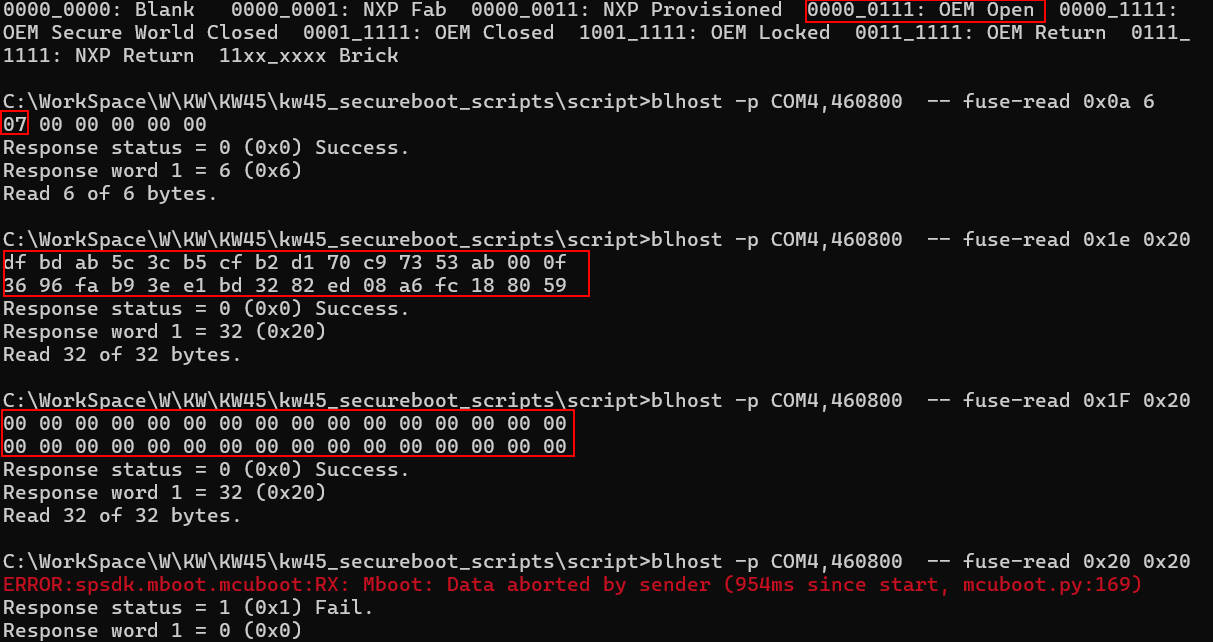 0000_0000: Blank   0000_0001: NXP Fab  0000_0011: NXP Provisioned  0000_0111: OEM Open  0000_1111:
OEM Secure World Closed  0001_1111: OEM Closed  1001_1111: OEM Locked  0011_1111: OEM Return  0111_
1111: NXP Return  11xx_xxxx Brick
C:\WorkSpace\W\KW\KW45\kw45_secureboot_scripts\script>blhost -p COM4,460800  -- fuse-read 0x0a 6
07 00 00 00 00 00
Response status = 0 (0x0) Success.
Response word 1 = 6 (0x6)
Read 6 of 6 bytes.
C:\WorkSpace\W\KW\KW45\kw45_secureboot_scripts\script>blhost -p COM4,460800  -- fuse-read 0x1e 0x20
df bd ab 5c 3c b5 cf b2 d1 70 c9 73 53 ab 00 0f
36 96 fa b9 3e e1 bd 32 82 ed 08 a6 fc 18 80 59
Response status = 0 (0x0) Success.
Response word 1 = 32 (0x20)
Read 32 of 32 bytes.
C:\WorkSpace\W\KW\KW45\kw45_secureboot_scripts\script>blhost -p COM4,460800  -- fuse-read 0x1F 0x20
00 00 00 00 00 00 00 00 00 00 00 00 00 00 00 00
00 00 00 00 00 00 00 00 00 00 00 00 00 00 00 00
Response status = 0 (0x0) Success.
Response word 1 = 32 (0x20)
Read 32 of 32 bytes.
C:\WorkSpace\W\KW\KW45\kw45_secureboot_scripts\script>blhost -p COM4,460800  -- fuse-read 0x20 0x20
ERROR:spsdk.mboot.mcuboot:RX: Mboot: Data aborted by sender (954ms since start, mcuboot.py:169)
Response status = 1 (0x1) Fail.
Response word 1 = 0 (0x0)